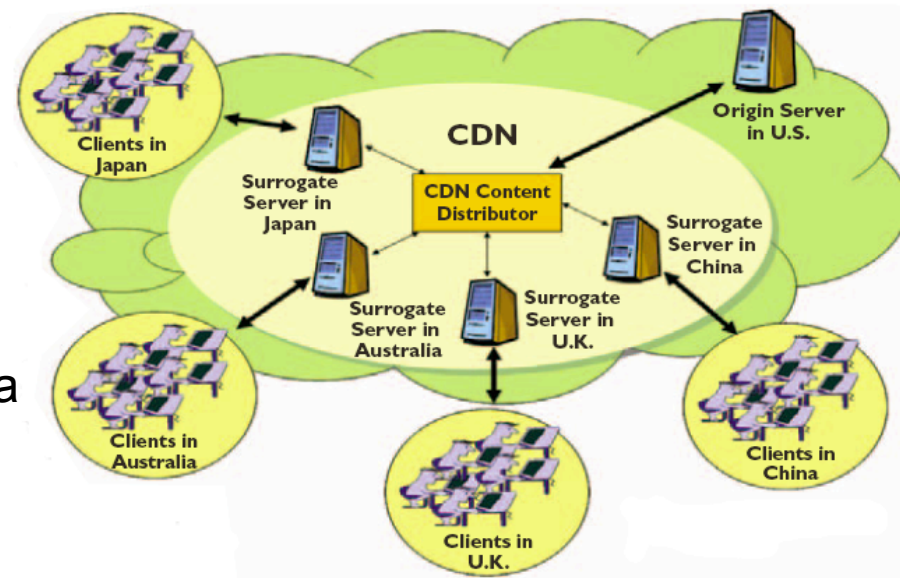 Origin Server
in U.S.
CDN
Clients in
Japan
Surrogate
Server in
Japan
CDN Content
Distributor
Surrogate
Server in
China
Surrogate
Server in
Australia
Surrogate
Server in
U.K.
a
Clients in
Australia
Clients in
China
Clients in
U.K.